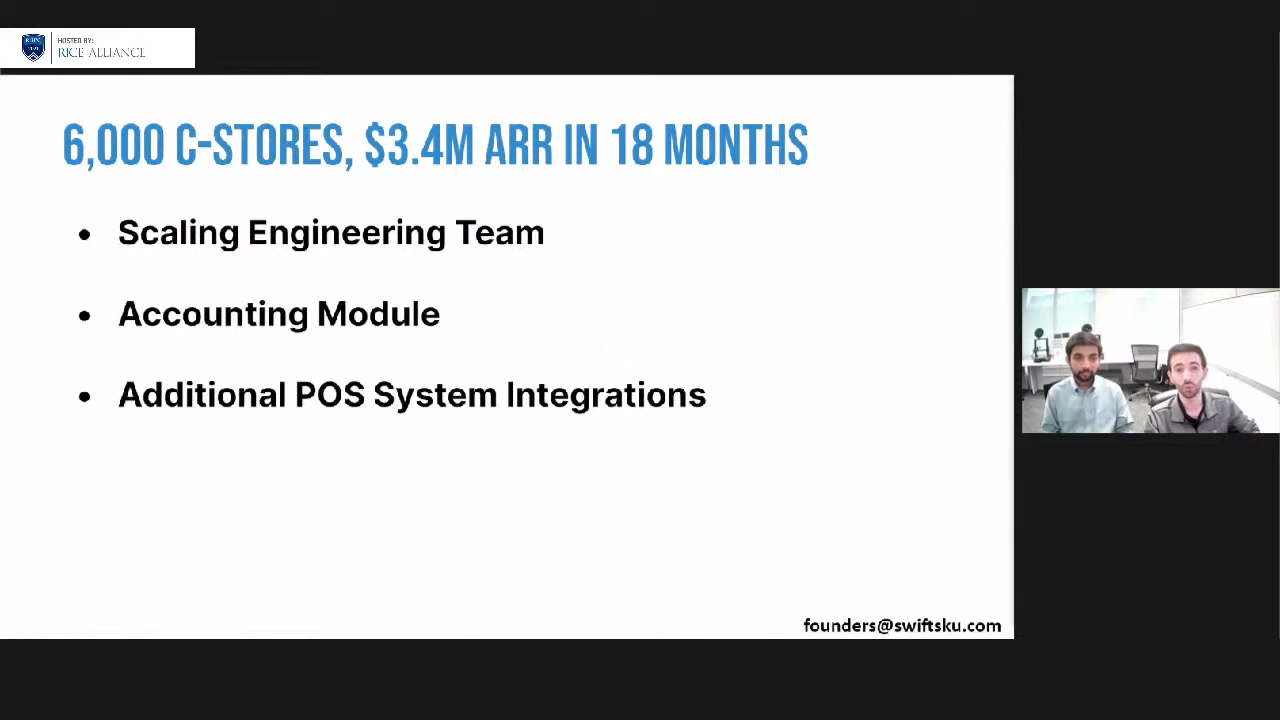 HOSTED BY:
RICE ALLIANCE
6,000 C-STORES, $3.4M ARR IN 18 MONTHS
• Scaling Engineering Team
• Accounting Module
• Additional POS System Integrations
founders@swiftsku.com